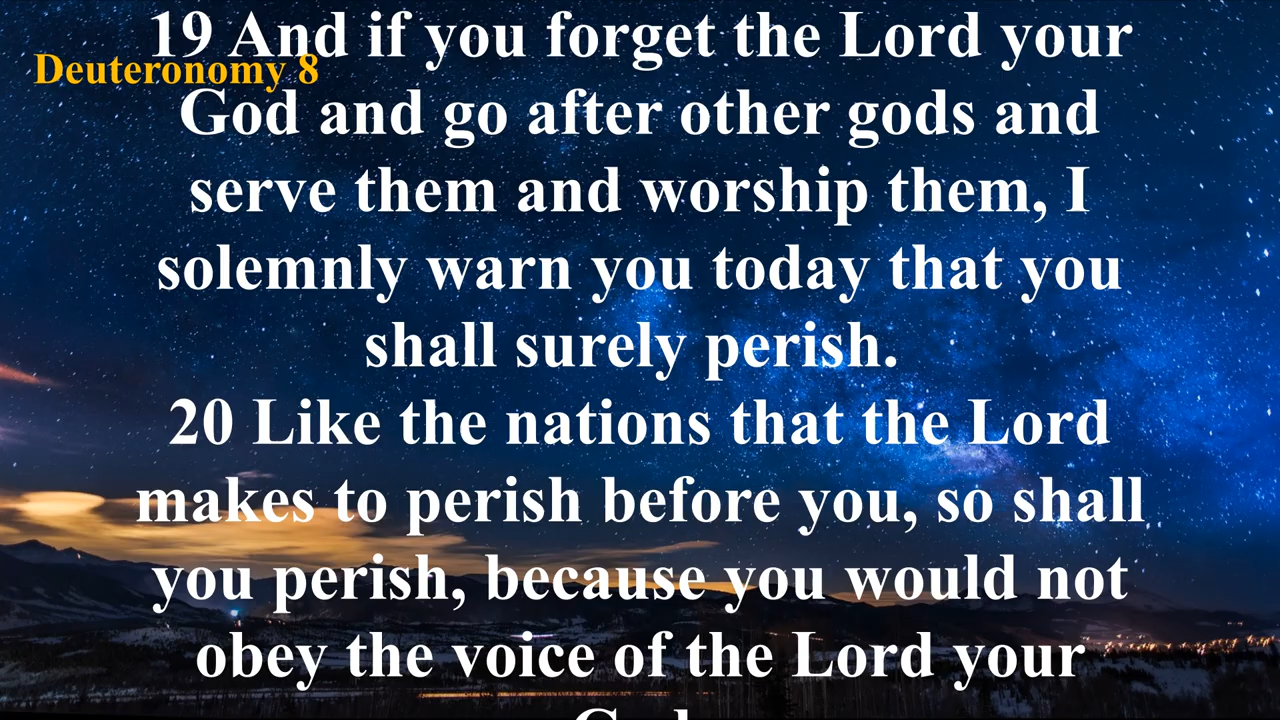 19 And if you forget the Lord your
Deuteronomy 8
God and go after other gods and
serve them and worship them, I
solemnly warn you today that you
shall surely perish.
20 Like the nations that the Lord
makes to perish before you, so shall
you perish, because you would not
obey the voice of the Lord your